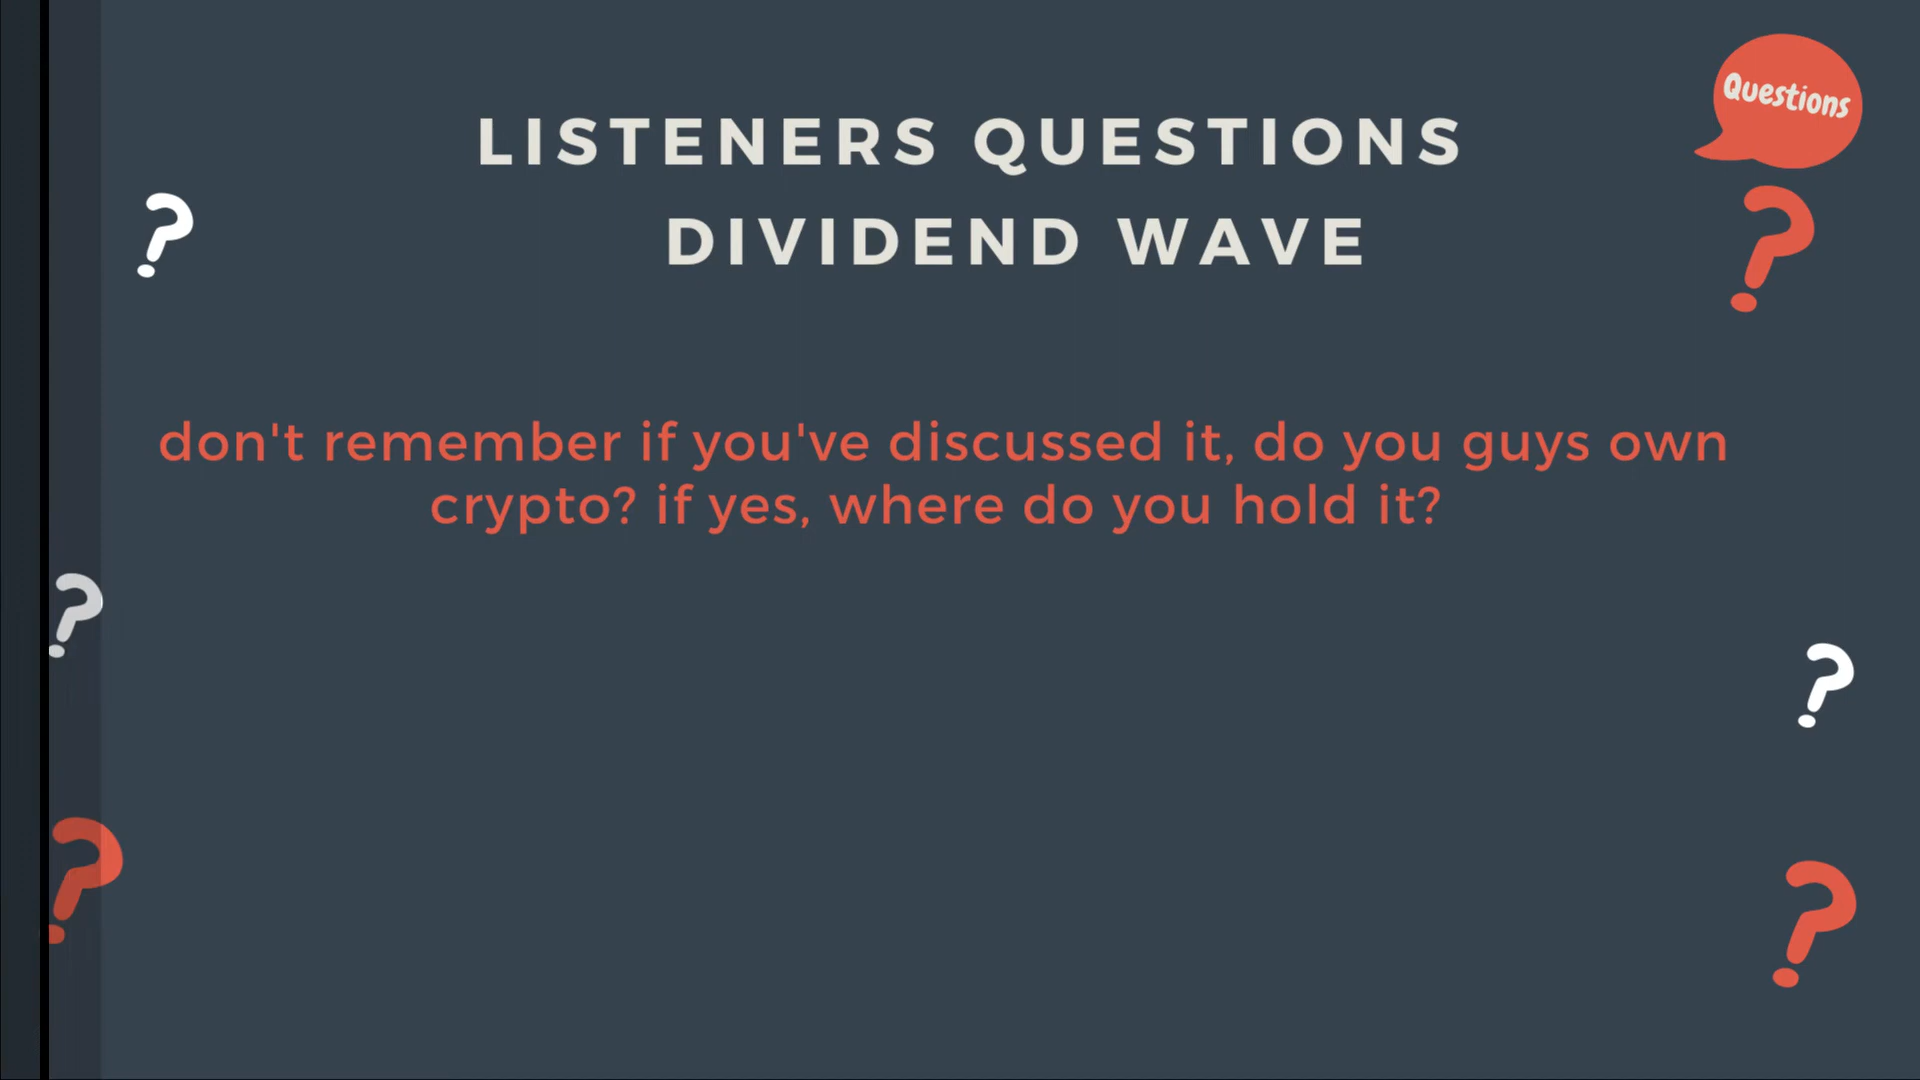 Questions
LISTENERS QUESTIONS
DIVIDEND WAVE
don't remember if you've discussed it, do you guys own
crypto? if yes, where do you hold it?